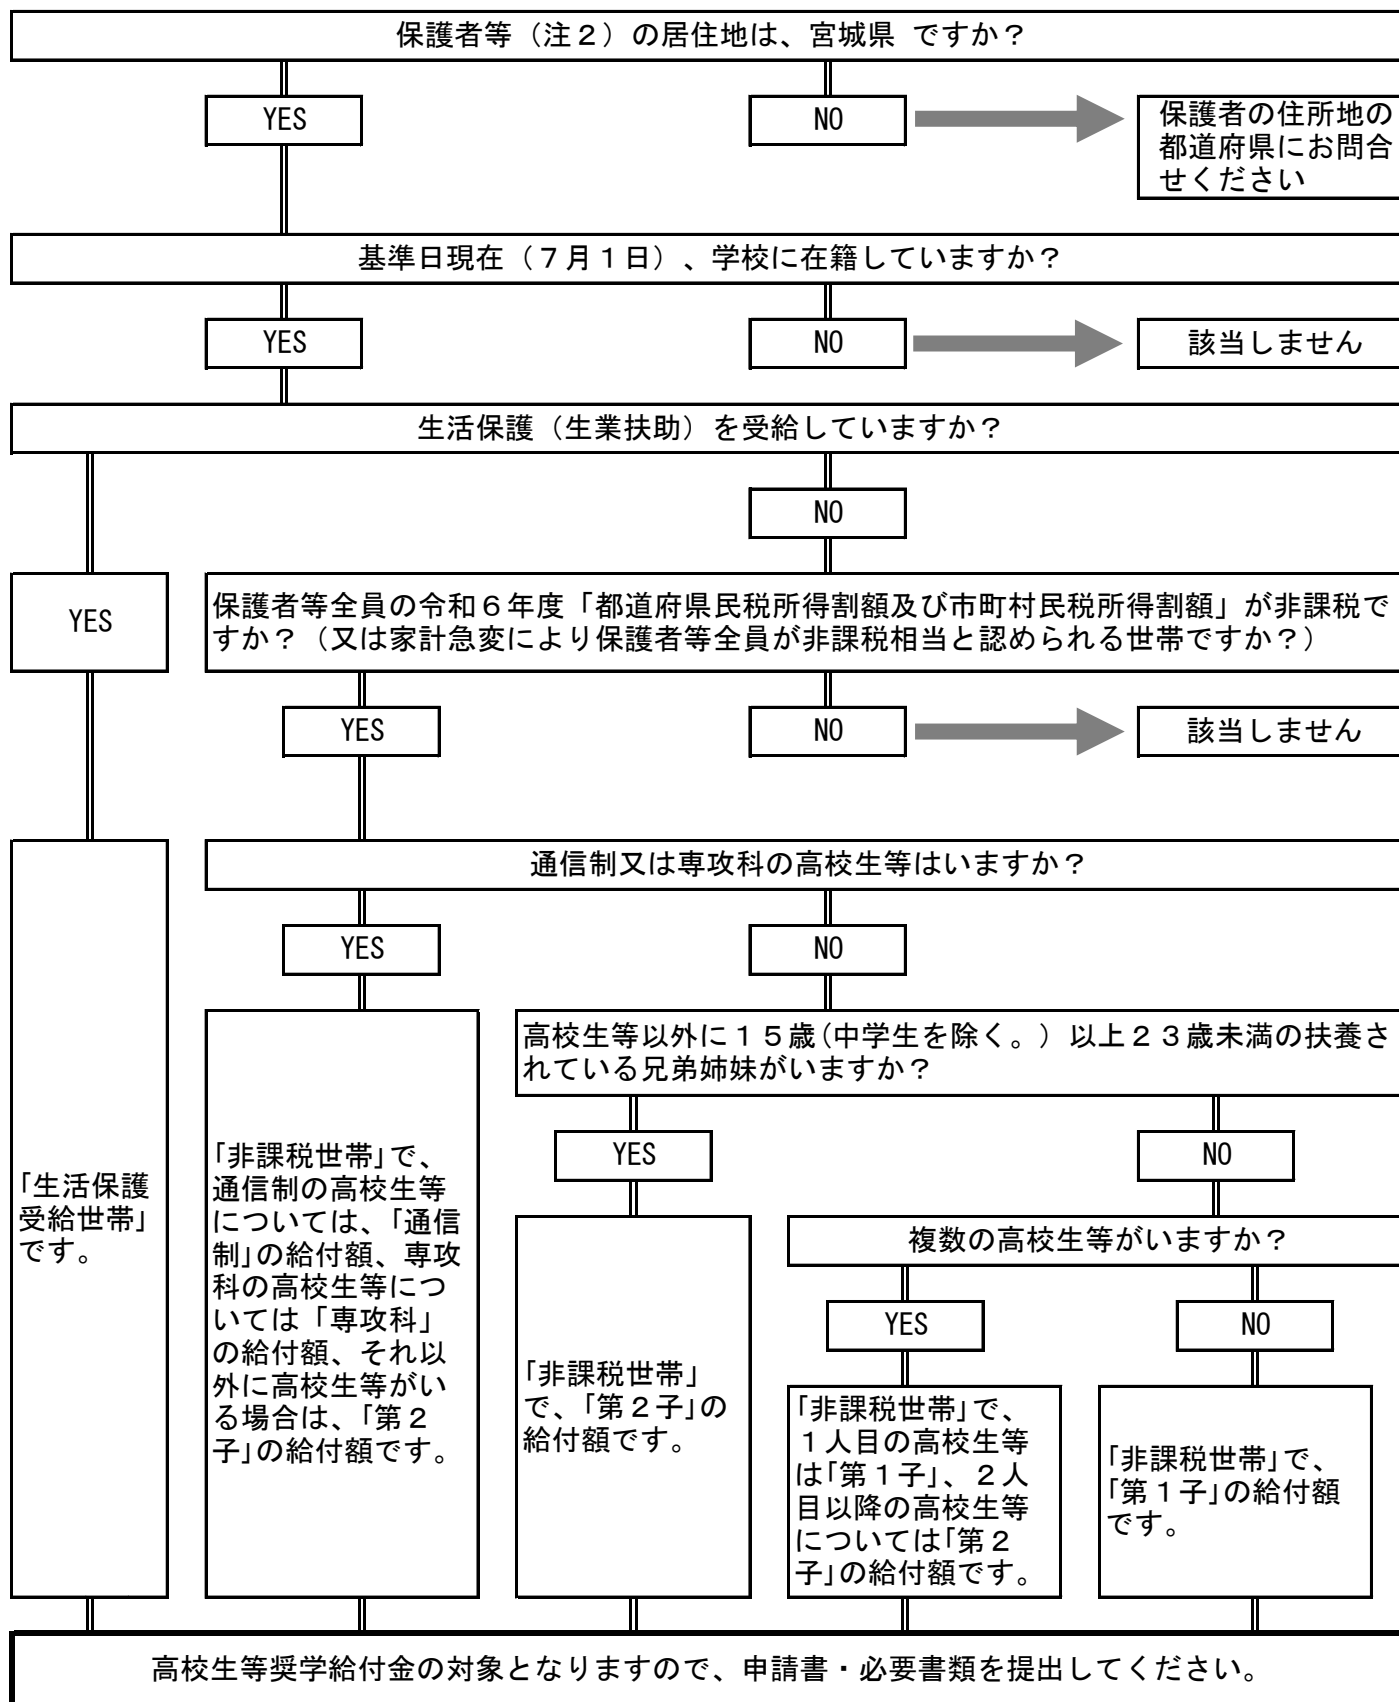 保護者等（注２）の居住地は、宮城県 ですか？
YES
NO
保護者の住所地の
都道府県にお問合
せください
基準日現在（７月１日）、学校に在籍していますか？
YES
NO
該当しません
生活保護（生業扶助）を受給していますか？
NO
YES
保護者等全員の令和６年度「都道府県民税所得割額及び市町村民税所得割額」が非課税で
すか？（又は家計急変により保護者等全員が非課税相当と認められる世帯ですか？）
YES
NO
該当しません
通信制又は専攻科の高校生等はいますか？
YES
NO
高校生等以外に１５歳(中学生を除く。）以上２３歳未満の扶養さ
れている兄弟姉妹がいますか？
YES
NO
複数の高校生等がいますか？
YES
NO
「生活保護
受給世帯」
です。
「非課税世帯」で、
通信制の高校生等
については、「通信
制」の給付額、専攻
科の高校生等につ
いては「専攻科」
の給付額、それ以
外に高校生等がい
る場合は、「第２
子」の給付額です。
「非課税世帯」
で、「第２子」の
給付額です。
「非課税世帯」で、
１人目の高校生等
は「第１子」、２人
目以降の高校生等
については「第２
子」の給付額です。
「非課税世帯」で、
「第１子」の給付額
です。
高校生等奨学給付金の対象となりますので、申請書・必要書類を提出してください。